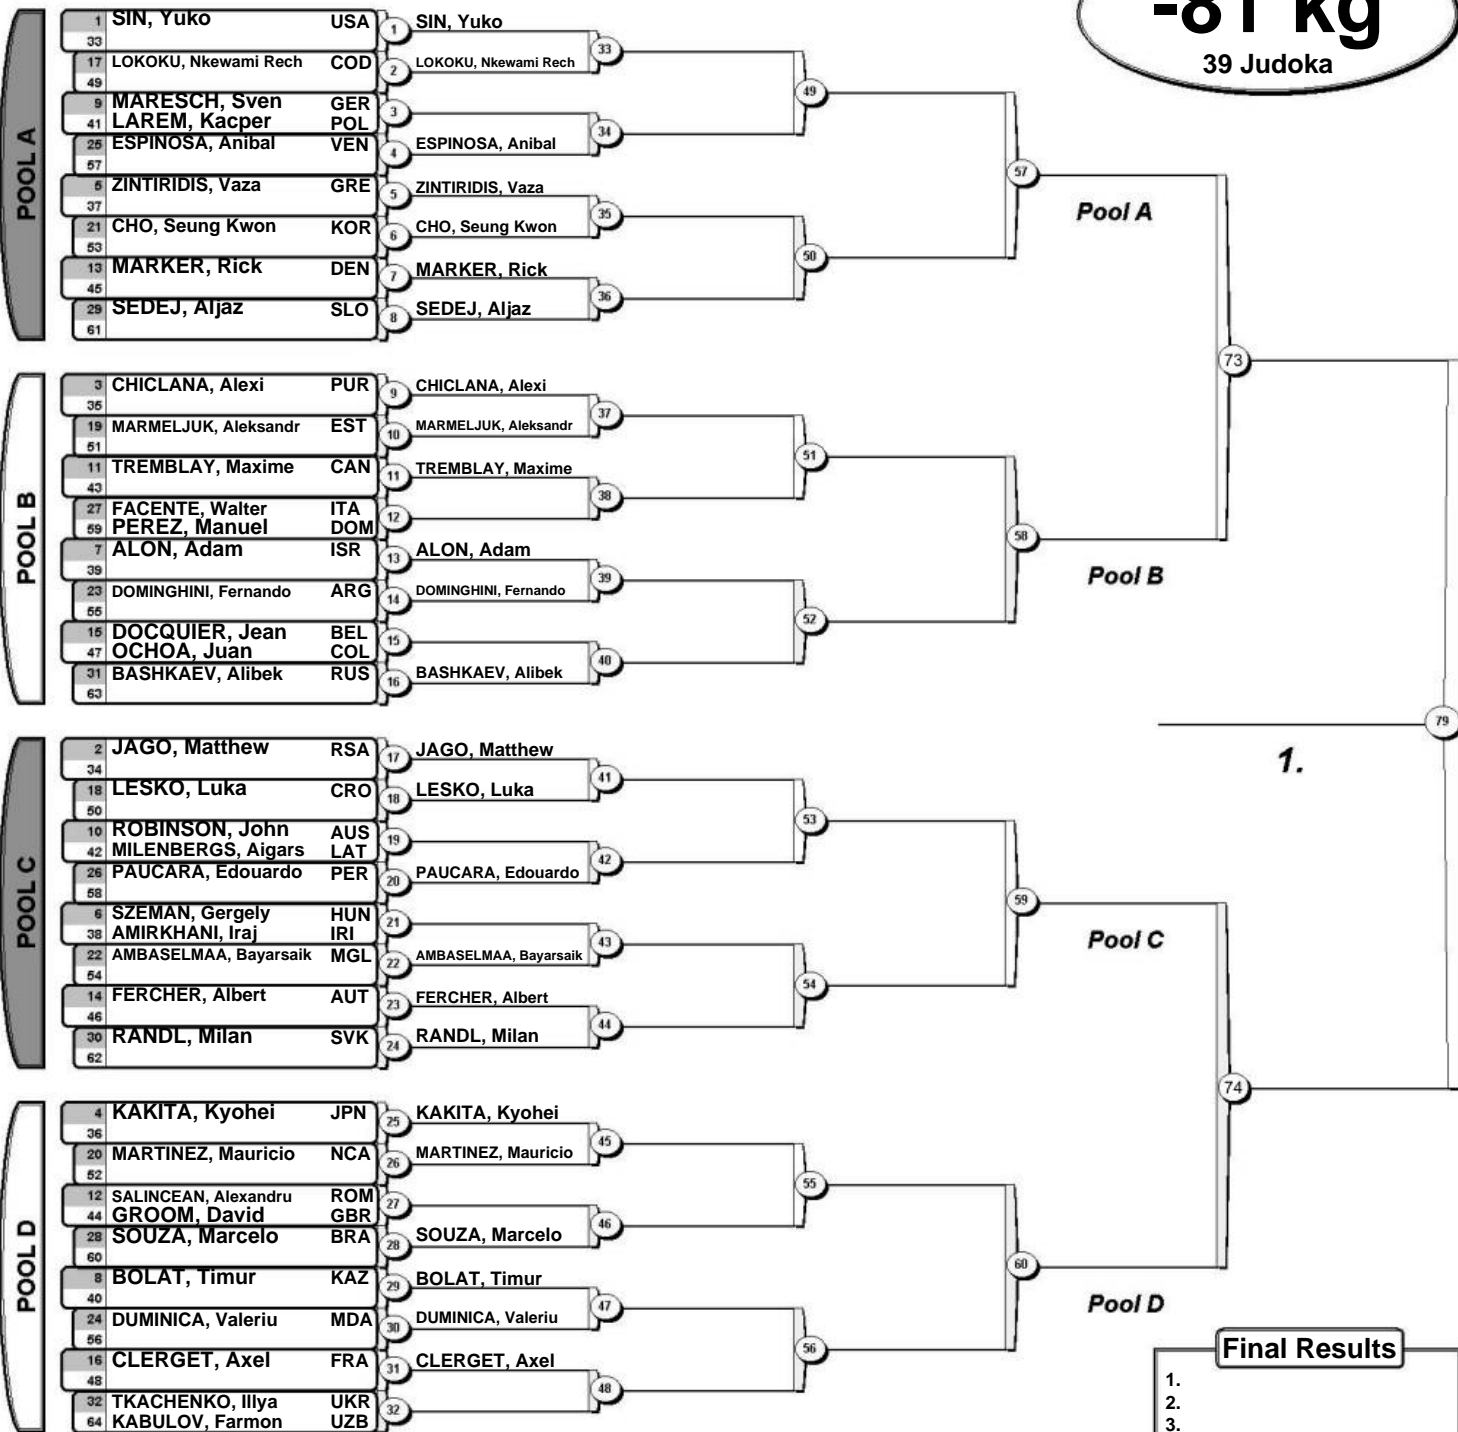 -81 kg
39 Judoka
POOL A
1 SIN, Yuko USA 1 SIN, Yuko
33
33
17 LOKOKU, Nkewami Rech COD 2 LOKOKU, Nkewami Rech
49
49
9 MARESCH, Sven GER 3
41 LAREM, Kacper POL
34
25 ESPINOSA, Anibal VEN 4 ESPINOSA, Anibal
57
57
5 ZINTIRIDIS, Vaza GRE 5 ZINTIRIDIS, Vaza
37
35
Pool A
21 CHO, Seung Kwon KOR 6 CHO, Seung Kwon
53
50
13 MARKER, Rick DEN 7 MARKER, Rick
45
36
29 SEDEJ, Aljaz SLO 8 SEDEJ, Aljaz
61
73
POOL B
3 CHICLANA, Alexi PUR 9 CHICLANA, Alexi
35
37
19 MARMELJUK, Aleksandr EST 10 MARMELJUK, Aleksandr
51
51
11 TREMBLAY, Maxime CAN 11 TREMBLAY, Maxime
43
38
27 FACENTE, Walter ITA 12
59 PEREZ, Manuel DOM
58
7 ALON, Adam ISR 13 ALON, Adam
39
39
Pool B
23 DOMINGHINI, Fernando ARG 14 DOMINGHINI, Fernando
55
52
15 DOCQUIER, Jean BEL 15
47 OCHOA, Juan COL
40
31 BASHKAEV, Alibek RUS 16 BASHKAEV, Alibek
63
79
1.
POOL C
2 JAGO, Matthew RSA 17 JAGO, Matthew
34
41
18 LESKO, Luka CRO 18 LESKO, Luka
50
53
10 ROBINSON, John AUS 19
42 MILENBERGS, Aigars LAT
42
26 PAUCARA, Edouardo PER 20 PAUCARA, Edouardo
58
59
6 SZEMAN, Gergely HUN 21
38 AMIRKHANI, Iraj IRI
43
Pool C
22 AMBASELMAA, Bayarsaik MGL 22 AMBASELMAA, Bayarsaik
54
54
14 FERCHER, Albert AUT 23 FERCHER, Albert
46
44
30 RANDL, Milan SVK 24 RANDL, Milan
62
74
POOL D
4 KAKITA, Kyohei JPN 25 KAKITA, Kyohei
36
45
20 MARTINEZ, Mauricio NCA 26 MARTINEZ, Mauricio
52
55
12 SALINCEAN, Alexandru ROM 27
44 GROOM, David GBR
46
28 SOUZA, Marcelo BRA 28 SOUZA, Marcelo
60
60
8 BOLAT, Timur KAZ 29 BOLAT, Timur
40
47
Pool D
24 DUMINICA, Valeriu MDA 30 DUMINICA, Valeriu
56
56
16 CLERGET, Axel FRA 31 CLERGET, Axel
48
48
32 TKACHENKO, Illya UKR 32
64 KABULOV, Farmon UZB
Final Results
1.
2.
3.